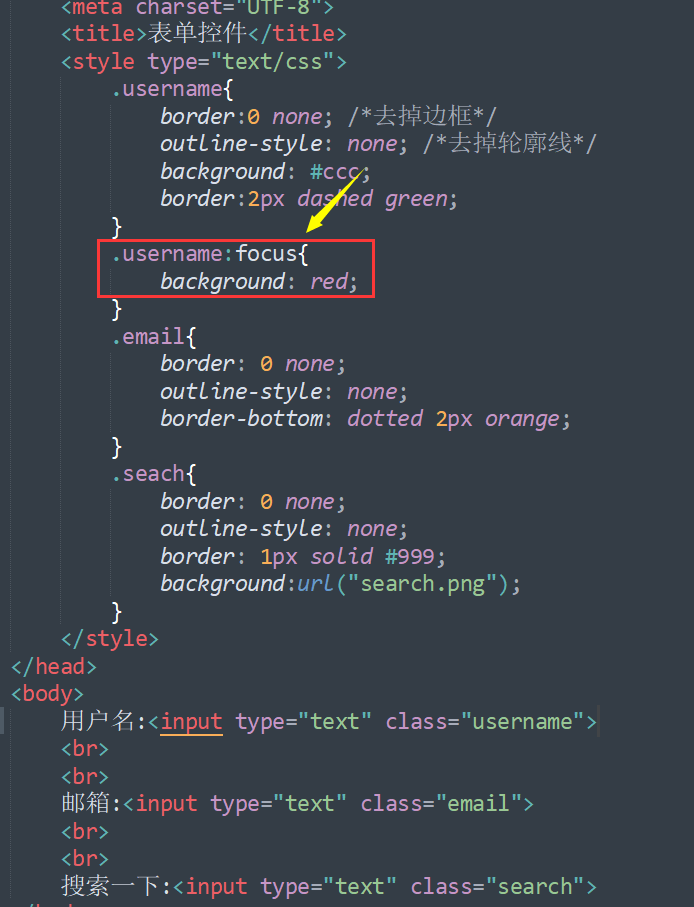 <meta charset="UTF-8">
<title>表单控件</title>
<style type="text/css">
.username{
border:0 none; /*去掉边框*/
outline-style: none; /*去掉轮廓线*/
background: #ccc;
border:2px dashed green;
}
.username:focus{
background: red;
}
.email{
border: 0 none;
outline-style: none;
border-bottom: dotted 2px orange;
}
.seach{
border: 0 none;
outline-style: none;
border: 1px solid #999;
background:url("search.png");
}
</style>
</head>
<body>
用户名:<input type="text" class="username">
<br>
<br>
邮箱:<input type="text" class="email">
<br>
<br>
搜索一下:<input type="text" class="search">